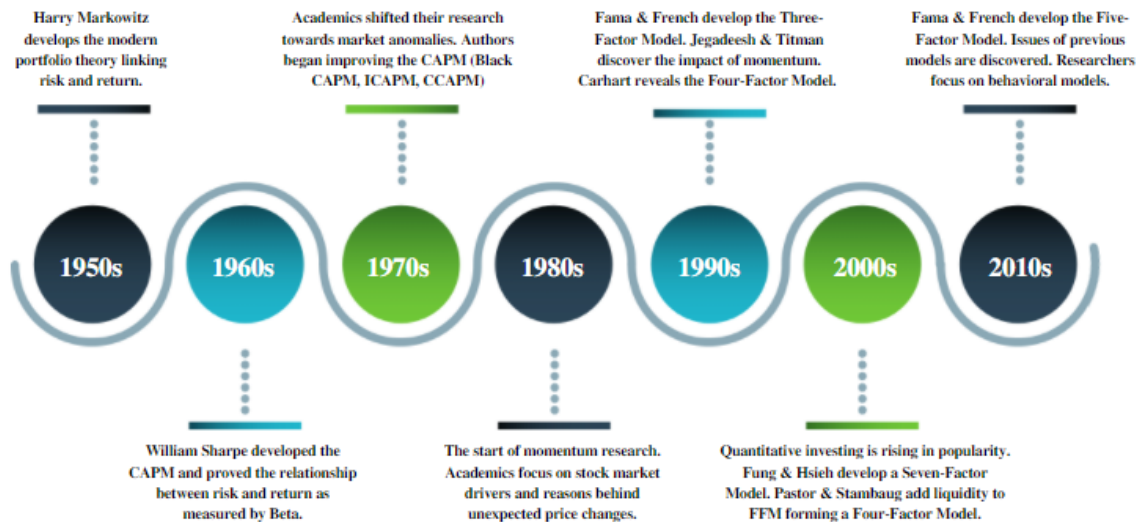 Harry Markowitz
develops the modern
portfolio theory linking
risk and return.
Academics shifted their research
towards market anomalies. Authors
began improving the CAPM (Black
CAPM, ICAPM, CCAPM)
Fama & French develop the Three-
Factor Model. Jegadeesh & Titman
discover the impact of momentum.
Carhart reveals the Four-Factor Model.
Fama & French develop the Five-
Factor Model. Issues of previous
models are discovered. Researchers
focus on behavioral models.
1950s
1960s
1970s
1980s
1990s
2000s
2010s
William Sharpe developed the
CAPM and proved the relationship
between risk and return as
measured by Beta.
The start of momentum research.
Academics focus on stock market
drivers and reasons behind
unexpected price changes.
Quantitative investing is rising in popularity.
Fung & Hsieh develop a Seven-Factor
Model. Pastor & Stambaug add liquidity to
FFM forming a Four-Factor Model.